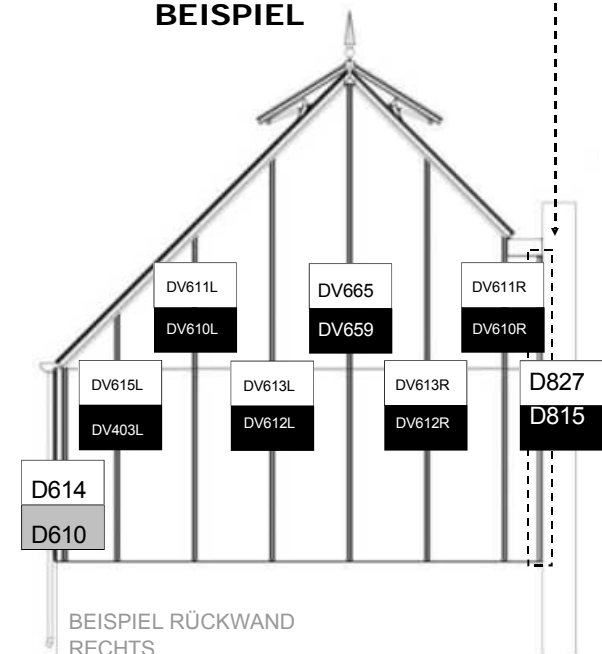 BEISPIEL
DV611L
DV610L
DV665
DV659
DV611R
DV610R
DV615L
DV403L
DV613L
DV612L
DV613R
DV612R
D827
D815
D614
D610
BEISPIEL RÜCKWAND
RECHTS